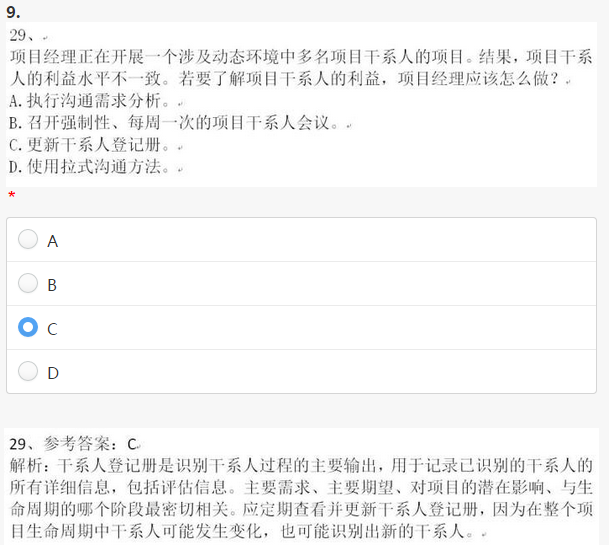 9.
29、
项目经理正在开展一个涉及动态环境中多名项目干系人的项目。结果，项目干系
人的利益水平不一致。若要了解项目干系人的利益，项目经理应该怎么做？
A.执行沟通需求分析。
B.召开强制性、每周一次的项目干系人会议。
C.更新干系人登记册。
D.使用拉式沟通方法。
*
A
B
C
D
29、参考答案：C
解析：干系人登记册是识别干系人过程的主要输出，用于记录已识别的干系人的
所有详细信息，包括评估信息。主要需求、主要期望、对项目的潜在影响、与生
命周期的哪个阶段最密切相关。应定期查看并更新干系人登记册，因为在整个项
目生命周期中干系人可能发生变化，也可能识别出新的干系人。